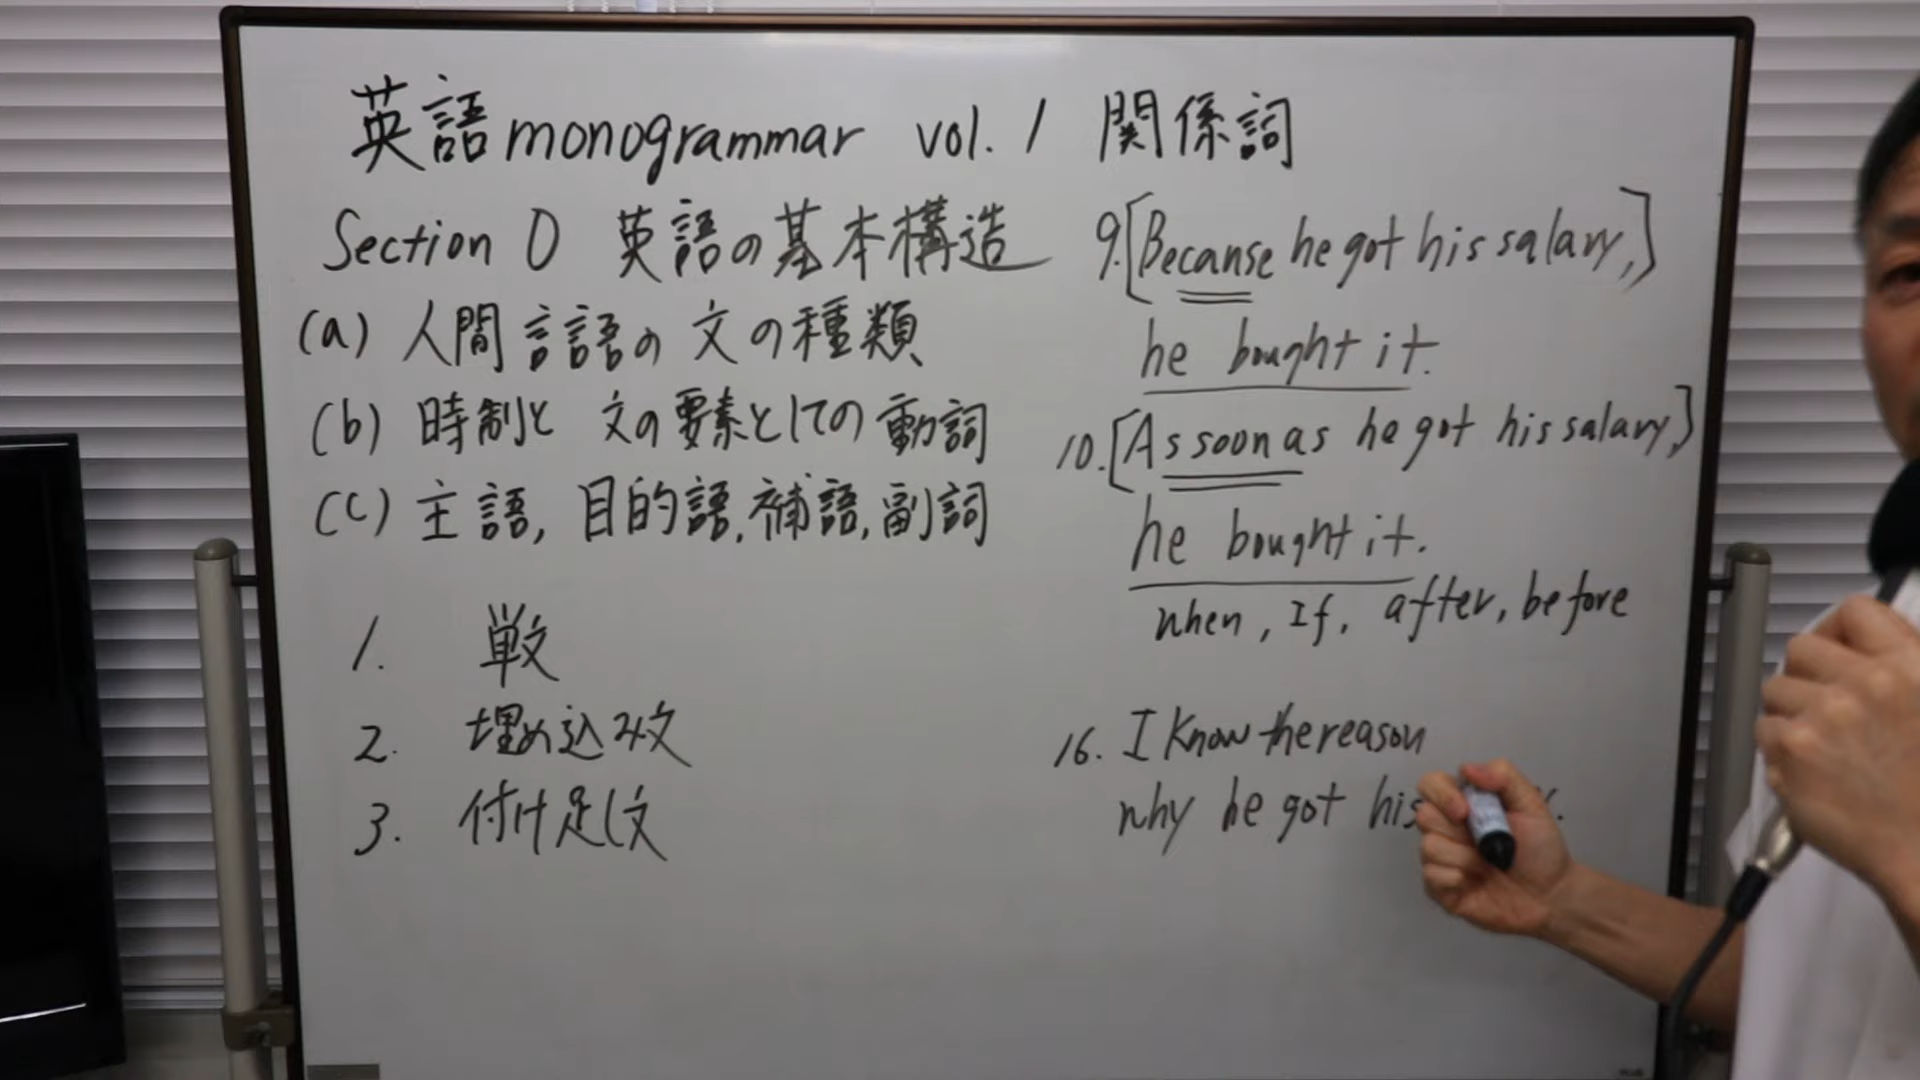 英語monogrammar vol.1 関係詞
Section 0 英語の基本構造
(a) 人間言語の文の種類
(b) 時制と 文の要素としての動詞
(c) 主語, 目的語, 補語, 副詞
1. 単文
2. 埋め込み文
3. 付け足し文
9. [Because he got his salary,]
he bought it.
10. [As soon as he got his salary,]
he bought it.
when, If, after, before
16. I know the reason
why he got his